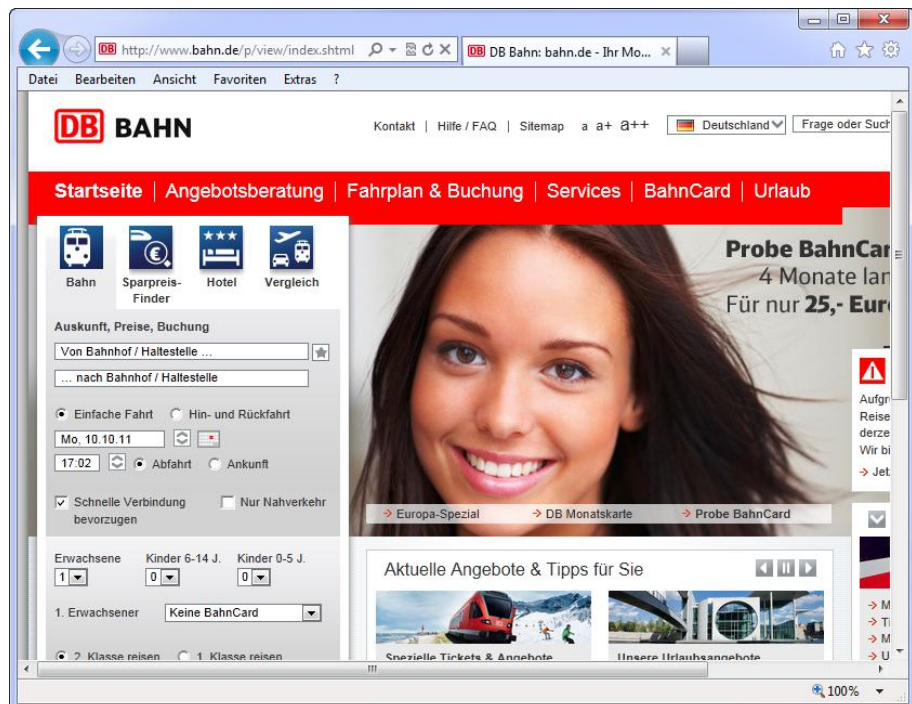 http://www.bahn.de/p/view/index.shtml
DB Bahn: bahn.de - Ihr Mo...
Datei Bearbeiten Ansicht Favoriten Extras ?
DB BAHN
Kontakt | Hilfe / FAQ | Sitemap a a+ a++ Deutschland Frage oder Such
Startseite | Angebotsberatung | Fahrplan & Buchung | Services | BahnCard | Urlaub
Bahn Sparpreis-Finder Hotel Vergleich
Probe BahnCar
4 Monate lan
Für nur 25,- Eur
Auskunft, Preise, Buchung
Von Bahnhof / Haltestelle ...
... nach Bahnhof / Haltestelle
Einfache Fahrt Hin- und Rückfahrt
Mo, 10.10.11
17:02 Abfahrt Ankunft
Schnelle Verbindung bevorzugen Nur Nahverkehr
Aufgr
Reise
derze
Wir bi
Jet
Europa-Spezial DB Monatskarte Probe BahnCard
Erwachsene Kinder 6-14 J. Kinder 0-5 J.
1 0 0
1. Erwachsener Keine BahnCard
2. Klasse reisen 1. Klasse reisen
Aktuelle Angebote & Tipps für Sie
Spezielle Tickets & Angebote Unsere Urlaubsangebote
M
M
U
100%